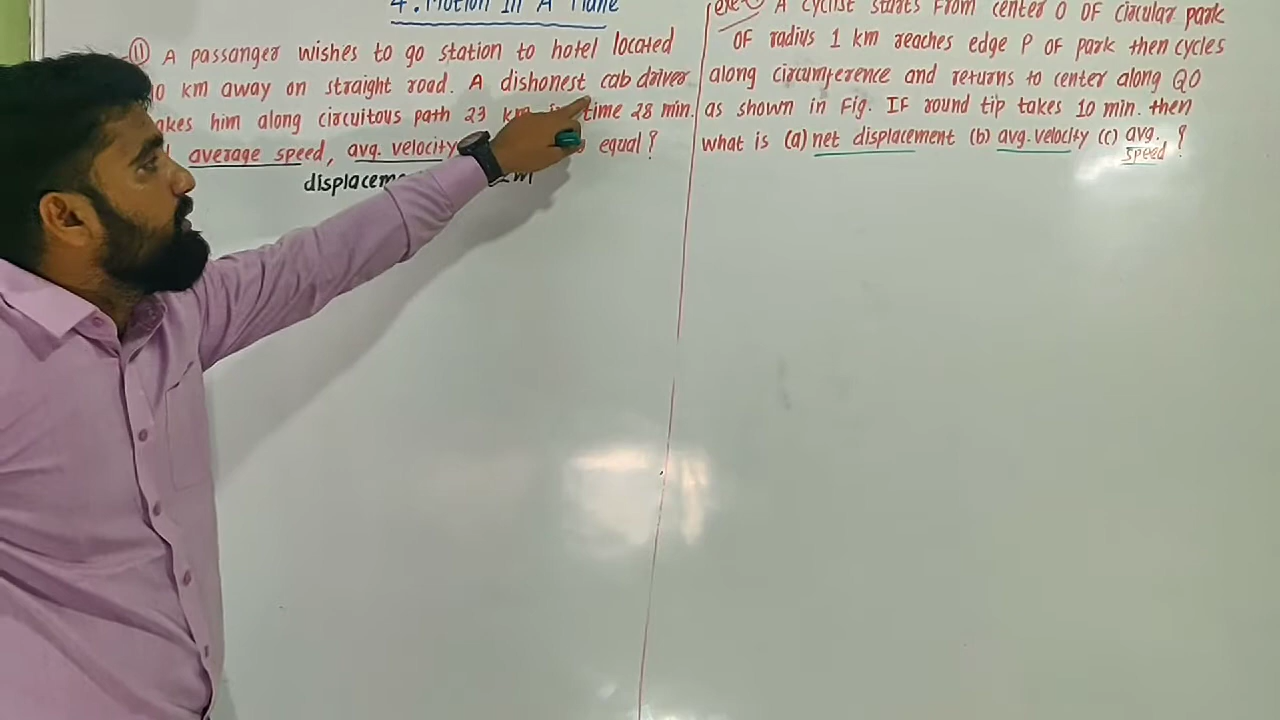 4. Motion In A Plane
(11) A passanger wishes to go station to hotel located
km away on straight road. A dishonest cab driver
akes him along circuitous path 23 km time 28 min.
average speed, avg. velocity equal?
displaceme
exe A cyclist starts from center O OF circular park
OF radius 1 km reaches edge P OF park then cycles
along circumference and returns to center along QO
as shown in Fig. IF round tip takes 10 min. then
what is (a) net displacement (b) avg. velocity (c) avg. speed ?